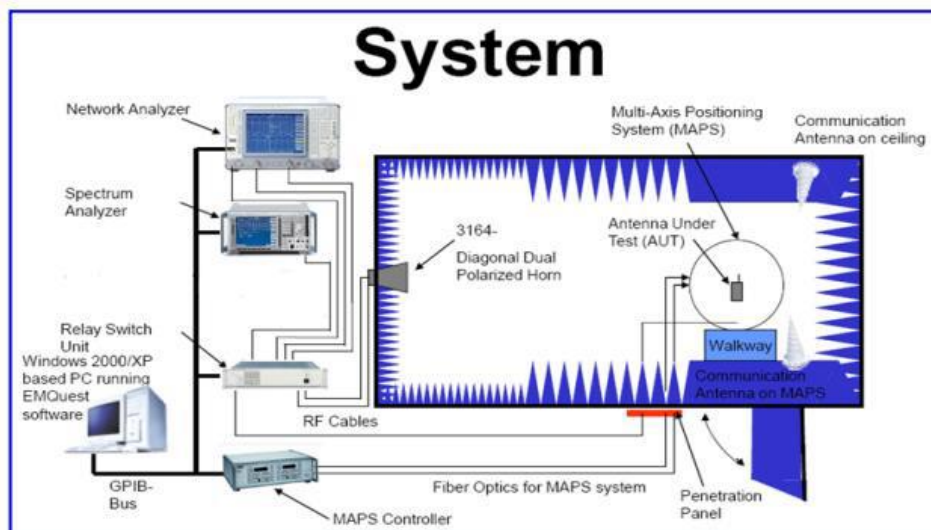 System
Network Analyzer
Multi-Axis Positioning
System (MAPS)
Communication
Antenna on ceiling
Spectrum
Analyzer
3164-
Diagonal Dual
Polarized Horn
Antenna Under
Test (AUT)
Relay Switch
Unit
Windows 2000/XP
based PC running
EMQuest
software
Walkway
Communication
Antenna on MAPS
RF Cables
GPIB-
Bus
MAPS Controller
Fiber Optics for MAPS system
Penetration
Panel